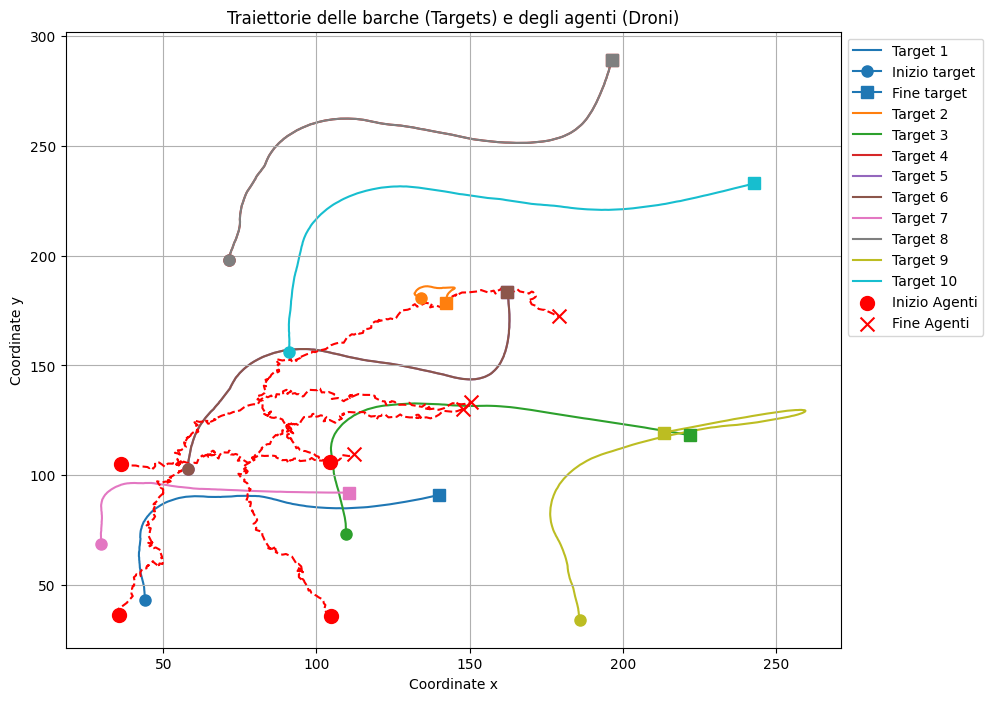 Traiettorie delle barche (Targets) e degli agenti (Droni)
300
250
200
150
100
50
Coordinate y
50
100
150
200
250
Coordinate x
Target 1
Inizio target
Fine target
Target 2
Target 3
Target 4
Target 5
Target 6
Target 7
Target 8
Target 9
Target 10
Inizio Agenti
Fine Agenti